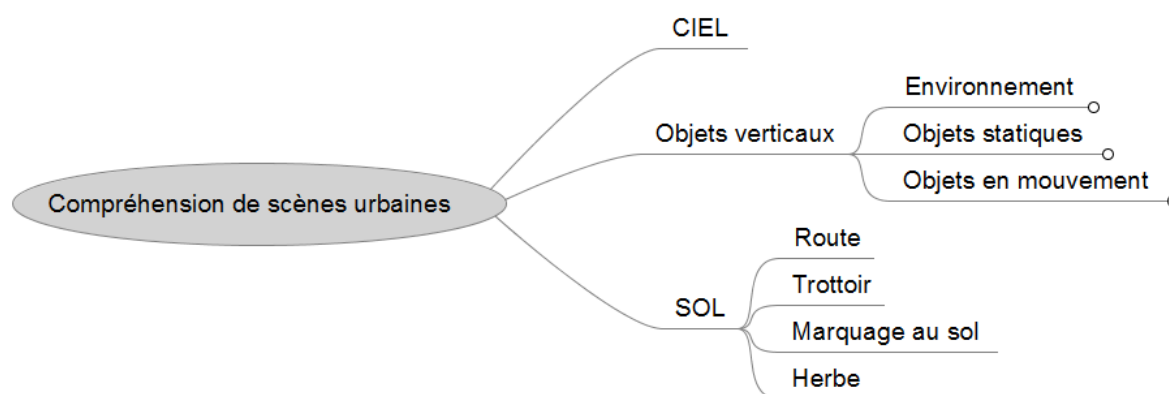 CIEL
Environnement
Objets verticaux
Objets statiques
Objets en mouvement
Compréhension de scènes urbaines
Route
Trottoir
SOL
Marquage au sol
Herbe